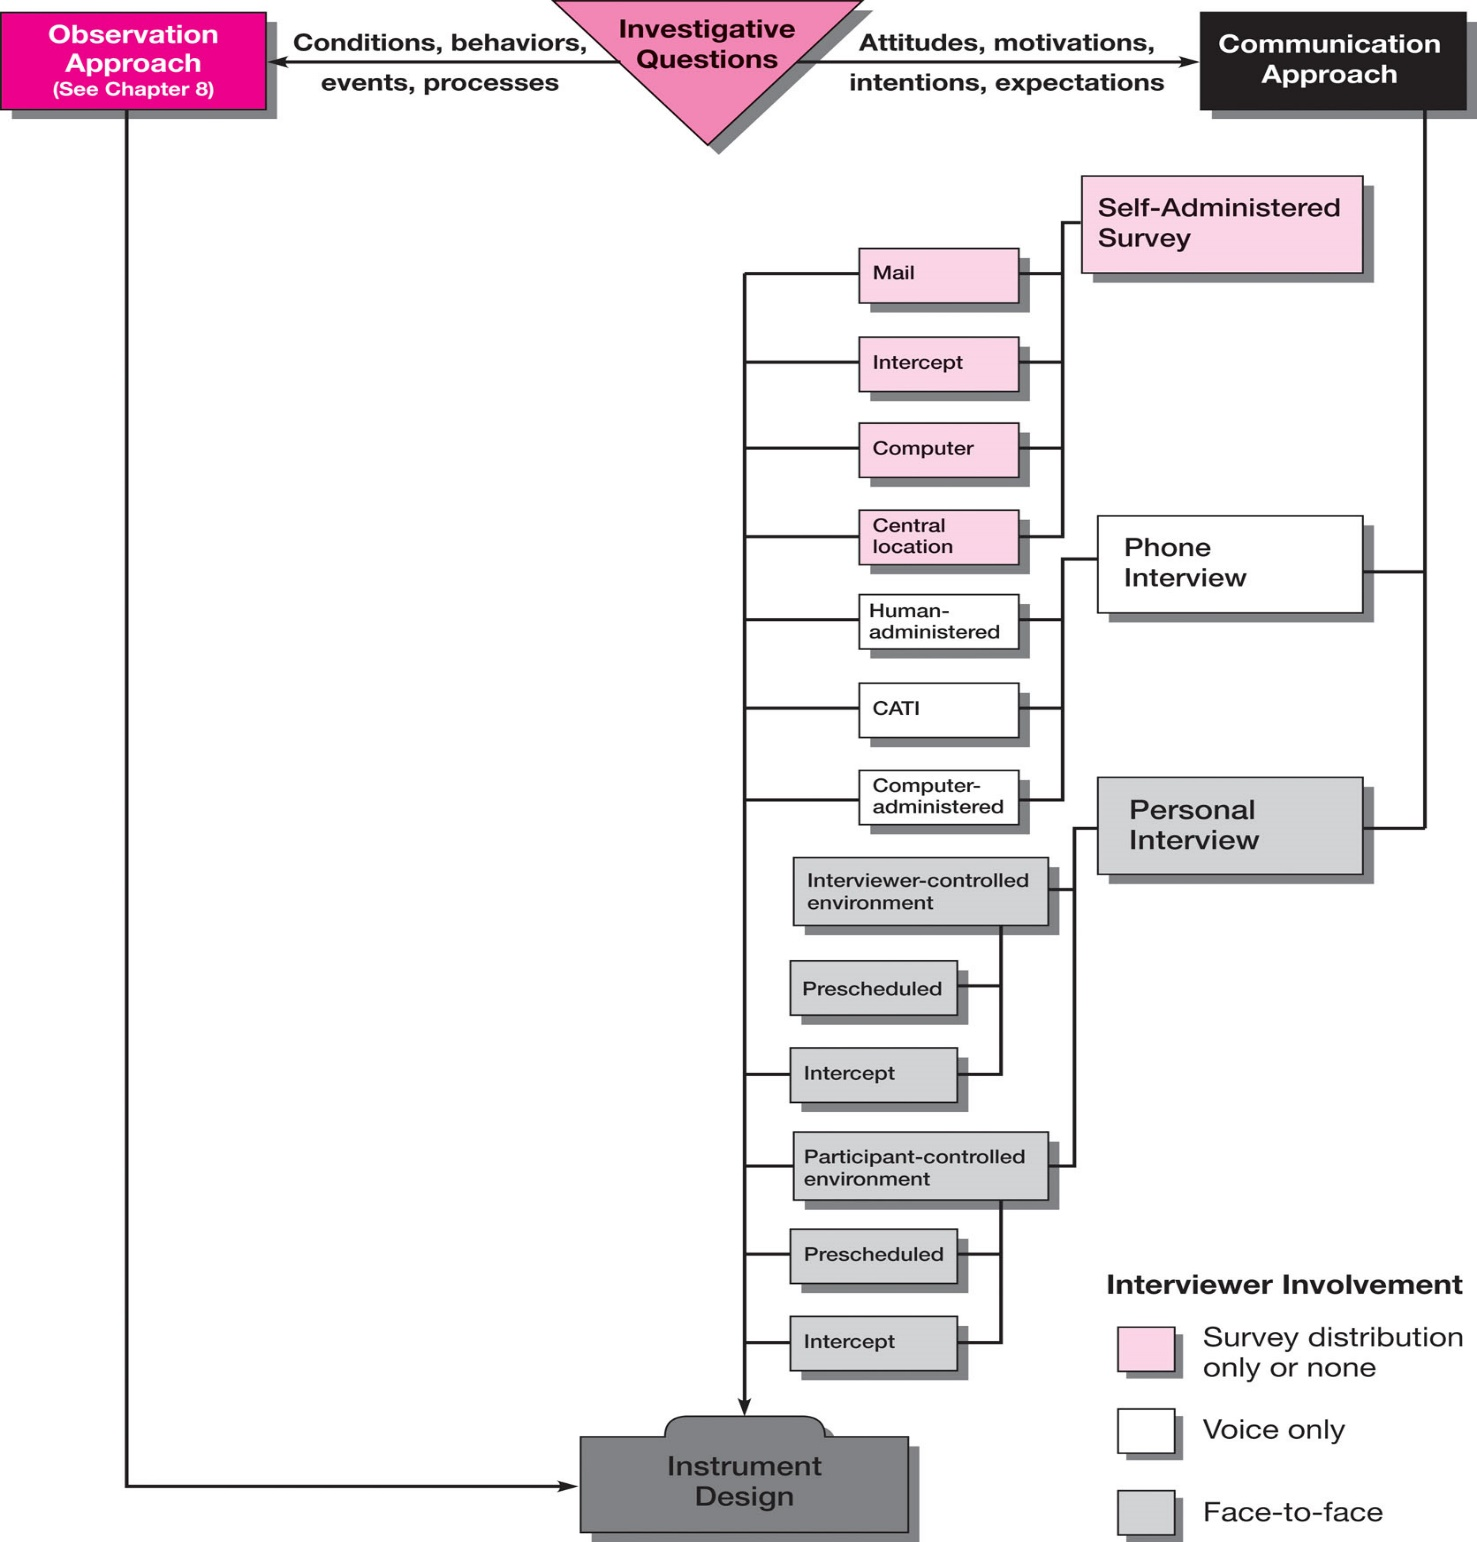 Observation
Approach
(See Chapter 8)
Conditions, behaviors,
events, processes
Investigative
Questions
Attitudes, motivations,
intentions, expectations
Communication
Approach
Self-Administered
Survey
Mail
Intercept
Computer
Central
location
Phone
Interview
Human-
administered
CATI
Computer-
administered
Personal
Interview
Interviewer-controlled
environment
Prescheduled
Intercept
Participant-controlled
environment
Prescheduled
Intercept
Instrument
Design
Interviewer Involvement
Survey distribution
only or none
Voice only
Face-to-face